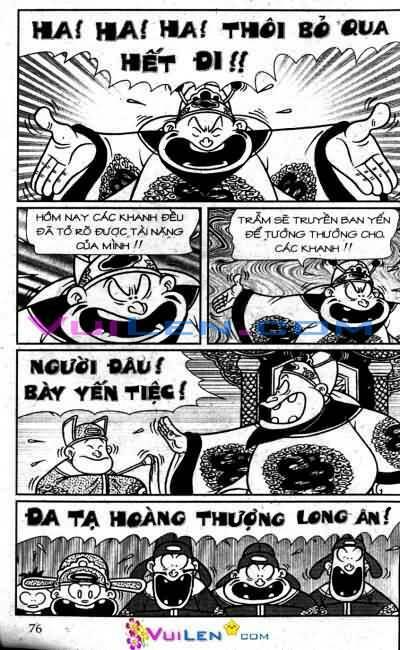 HA! HA! HA! THÔI BỎ QUA
HẾT ĐI!!
HÔM NAY CÁC KHANH ĐỀU
ĐÃ TỎ RÕ ĐƯỢC TÀI NĂNG
CỦA MÌNH!!
TRẪM SẼ TRUYỀN BAN YẾN
ĐỂ TƯỞNG THƯỞNG CHO
CÁC KHANH!
VUILEN.COM
NGƯỜI ĐÂU!
BÀY YẾN TIỆC!
ĐA TẠ HOÀNG THƯỢNG LONG ÂN!
76
VUILEN.COM